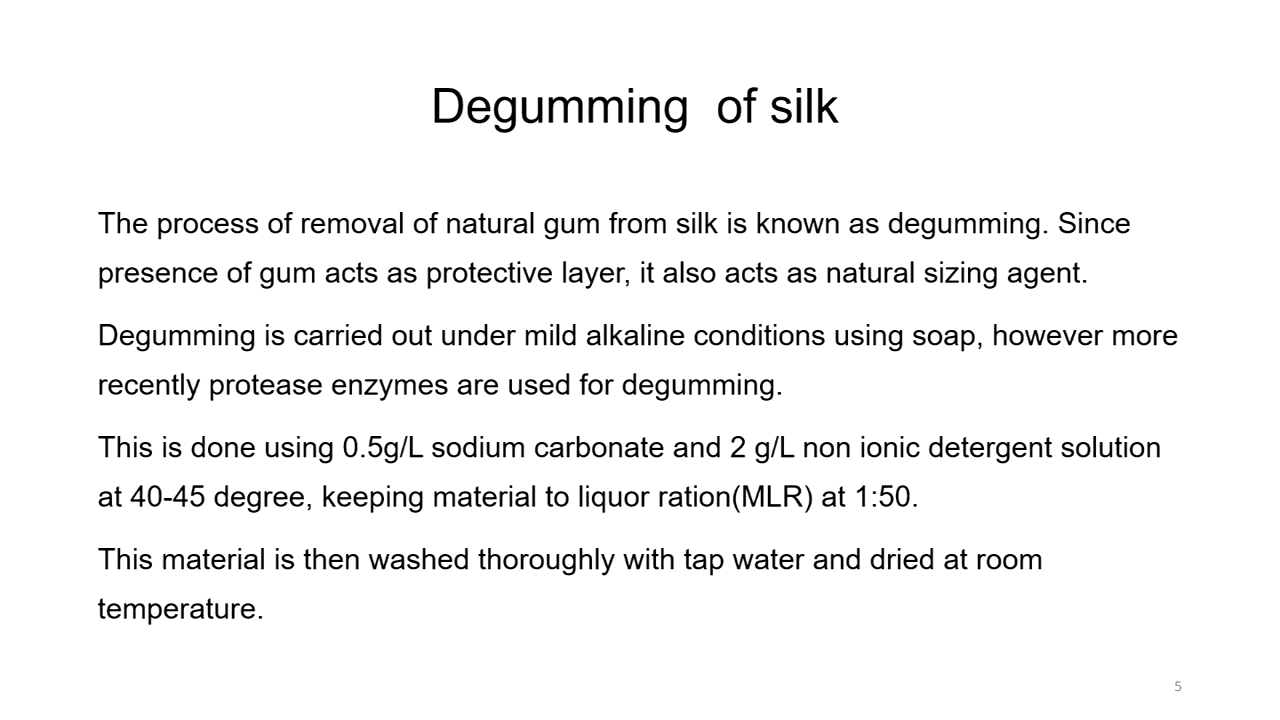 Degumming  of silk
The process of removal of natural gum from silk is known as degumming. Since
presence of gum acts as protective layer, it also acts as natural sizing agent.
Degumming is carried out under mild alkaline conditions using soap, however more
recently protease enzymes are used for degumming.
This is done using 0.5g/L sodium carbonate and 2 g/L non ionic detergent solution
at 40-45 degree, keeping material to liquor ration(MLR) at 1:50.
This material is then washed thoroughly with tap water and dried at room
temperature.
5